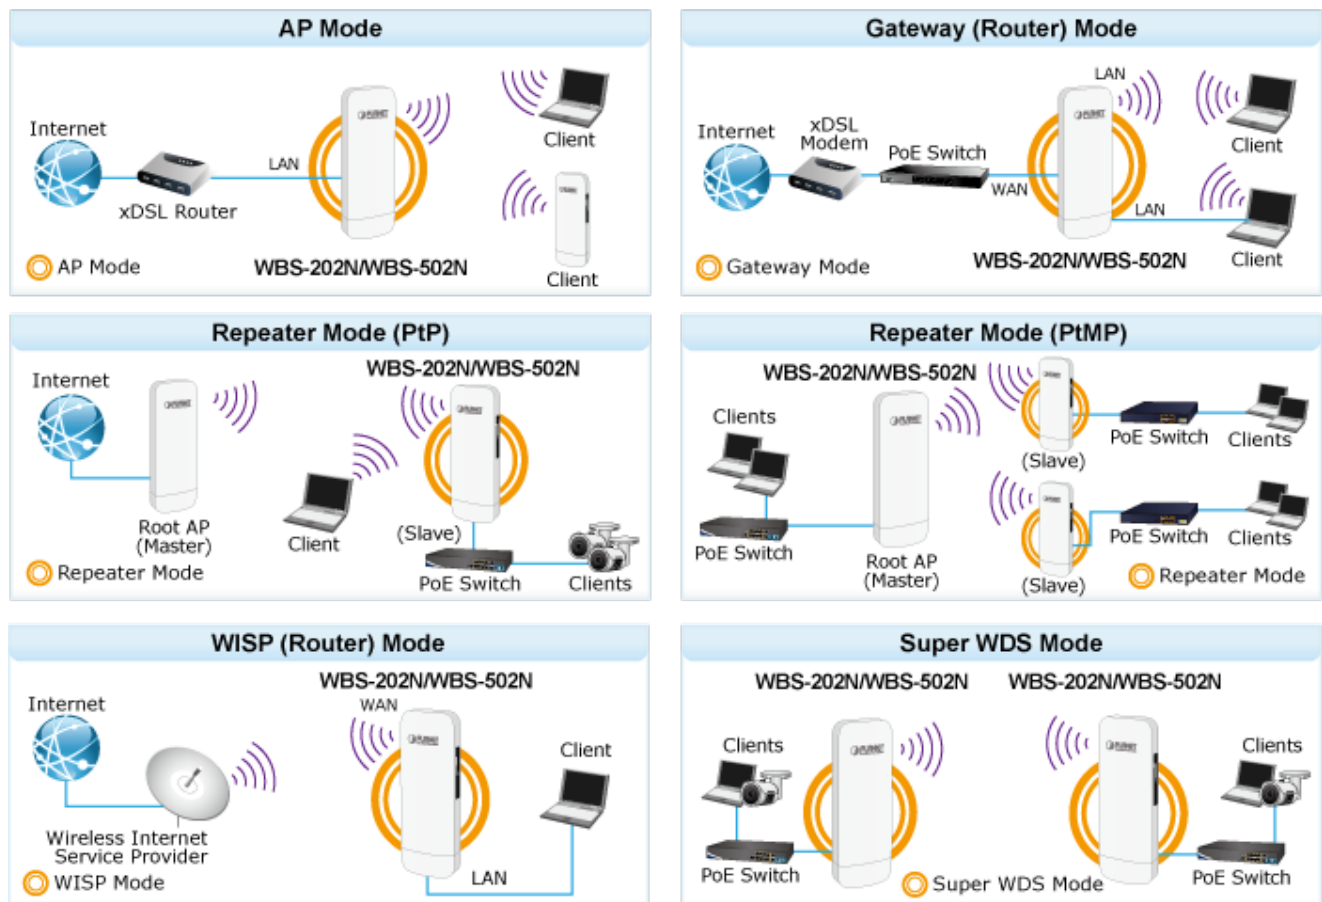 AP Mode
Internet
LAN
xDSL Router
Client
Client
AP Mode
WBS-202N/WBS-502N
Gateway (Router) Mode
Internet
xDSL
Modem
PoE Switch
WAN
LAN
LAN
Client
Client
Gateway Mode
WBS-202N/WBS-502N
Repeater Mode (PtP)
WBS-202N/WBS-502N
Internet
Root AP
(Master)
Client
(Slave)
PoE Switch
Clients
Repeater Mode
Repeater Mode (PtMP)
WBS-202N/WBS-502N
Clients
PoE Switch
Root AP
(Master)
(Slave)
PoE Switch
Clients
(Slave)
PoE Switch
Clients
Repeater Mode
WISP (Router) Mode
WBS-202N/WBS-502N
Internet
WAN
Client
Wireless Internet
Service Provider
LAN
WISP Mode
Super WDS Mode
WBS-202N/WBS-502N
WBS-202N/WBS-502N
Clients
Clients
PoE Switch
PoE Switch
Super WDS Mode